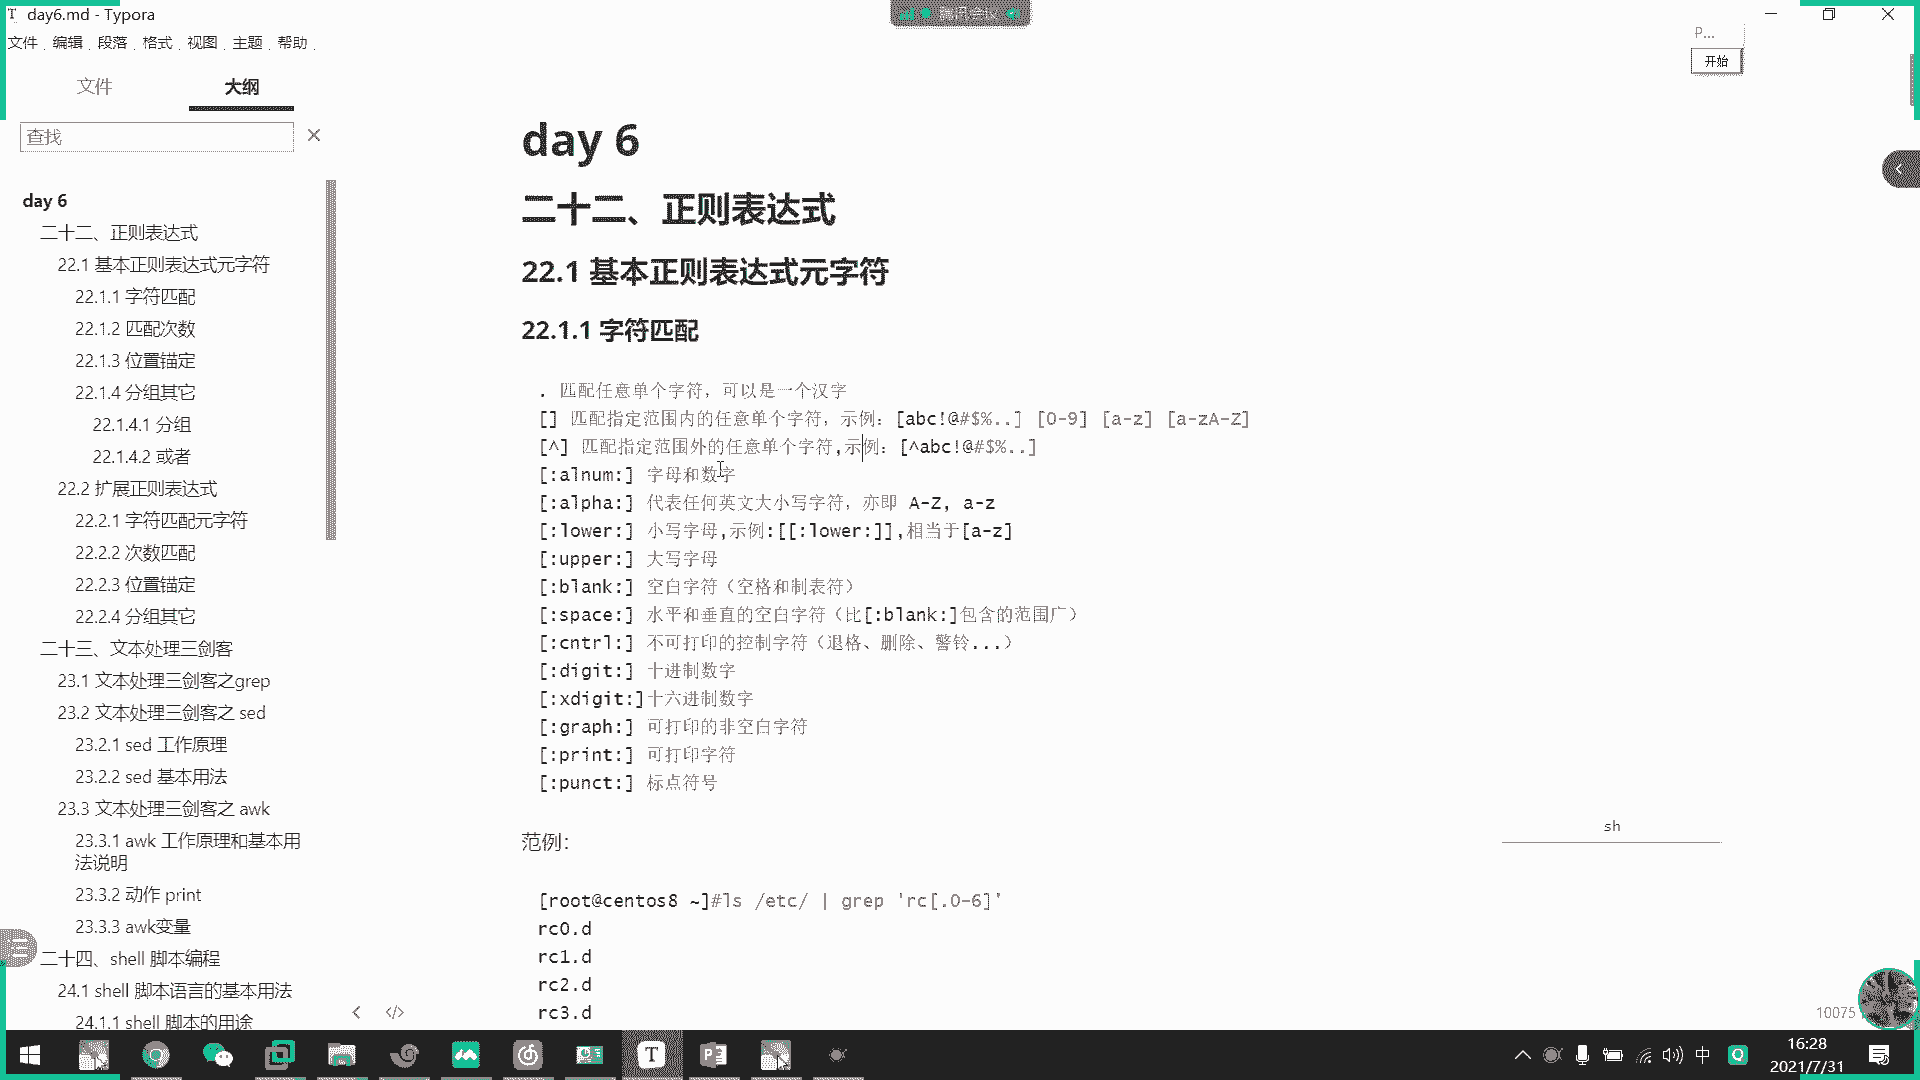 day6.md - Typora
腾讯会议
文件 编辑 段落 格式 视图 主题 帮助
P...
开始
文件 大纲
查找
day 6
二十二、正则表达式
22.1 基本正则表达式元字符
22.1.1 字符匹配
22.1.2 匹配次数
22.1.3 位置锚定
22.1.4 分组其它
22.1.4.1 分组
22.1.4.2 或者
22.2 扩展正则表达式
22.2.1 字符匹配元字符
22.2.2 次数匹配
22.2.3 位置锚定
22.2.4 分组其它
二十三、文本处理三剑客
23.1 文本处理三剑客之grep
23.2 文本处理三剑客之 sed
23.2.1 sed 工作原理
23.2.2 sed 基本用法
23.3 文本处理三剑客之 awk
23.3.1 awk 工作原理和基本用
法说明
23.3.2 动作 print
23.3.3 awk变量
二十四、shell 脚本编程
24.1 shell 脚本语言的基本用法
24.1.1 shell 脚本的用途
day 6
二十二、正则表达式
22.1 基本正则表达式元字符
22.1.1 字符匹配
. 匹配任意单个字符，可以是一个汉字
[] 匹配指定范围内的任意单个字符，示例：[abc!@#$%..] [0-9] [a-z] [a-zA-Z]
[^] 匹配指定范围外的任意单个字符,示例：[^abc!@#$%..]
[:alnum:] 字母和数字
[:alpha:] 代表任何英文大小写字符，亦即 A-Z, a-z
[:lower:] 小写字母,示例:[[:lower:]],相当于[a-z]
[:upper:] 大写字母
[:blank:] 空白字符（空格和制表符）
[:space:] 水平和垂直的空白字符（比[:blank:]包含的范围广）
[:cntrl:] 不可打印的控制字符（退格、删除、警铃...）
[:digit:] 十进制数字
[:xdigit:]十六进制数字
[:graph:] 可打印的非空白字符
[:print:] 可打印字符
[:punct:] 标点符号
sh
范例：
[root@centos8 ~]#ls /etc/ | grep 'rc[.0-6]'
rc0.d
rc1.d
rc2.d
rc3.d
10075
中
16:28
2021/7/31